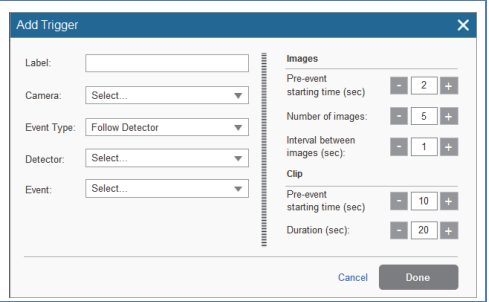 Add Trigger
Label:
Camera: Select...
Event Type: Follow Detector
Detector: Select...
Event: Select...
Images
Pre-event
starting time (sec) - 2 +
Number of images: - 5 +
Interval between
images (sec): - 1 +
Clip
Pre-event
starting time (sec) - 10 +
Duration (sec): - 20 +
Cancel Done